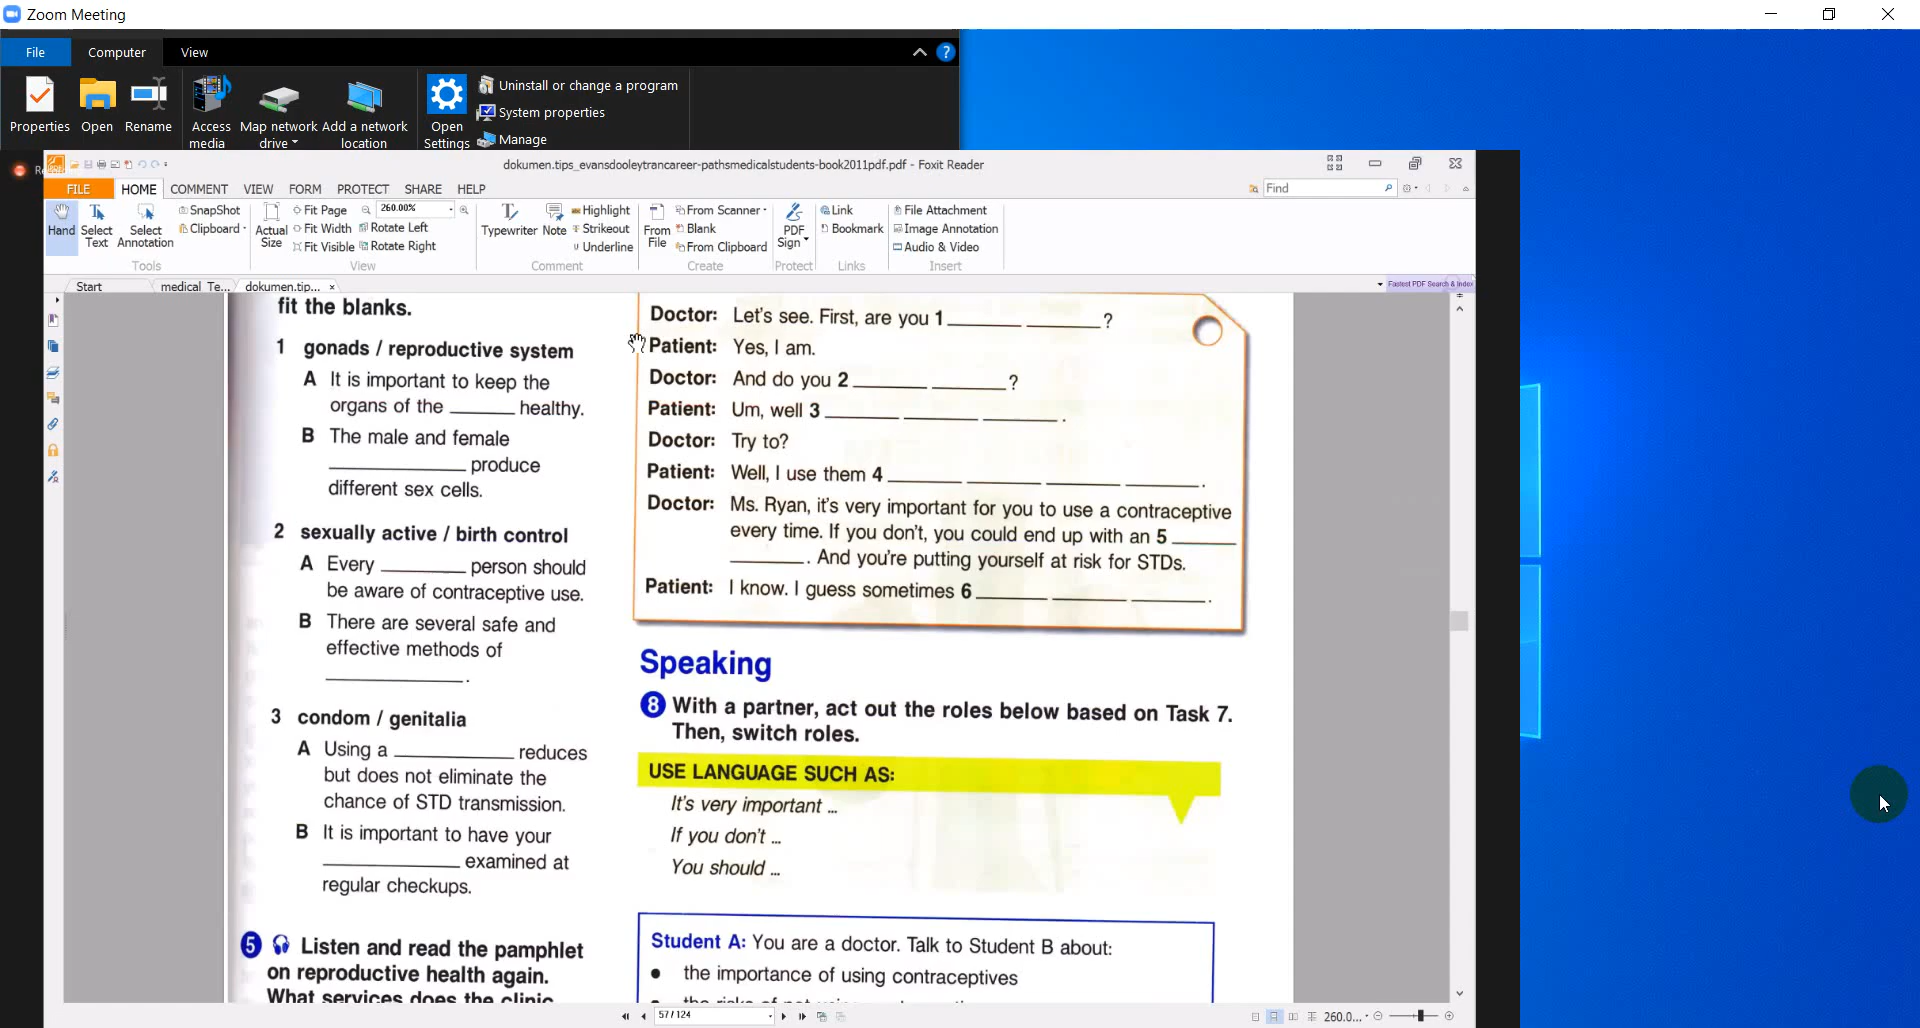 Zoom Meeting
File Computer View
Properties Open Rename Access media Map network drive Add a network location Open Settings
Uninstall or change a program
System properties
Manage
dokumen.tips_evansdooleytrancareer-pathsmedicalstudents-book2011pdf.pdf - Foxit Reader
FILE HOME COMMENT VIEW FORM PROTECT SHARE HELP
Find
Hand Select Text Select Annotation SnapShot Clipboard
Tools
Actual Size Fit Page Fit Width Fit Visible 260.00% Rotate Left Rotate Right
View
Typewriter Note Highlight Strikeout Underline
Comment
From File From Scanner Blank From Clipboard
Create
PDF Sign
Protect
Link Bookmark
Links
File Attachment Image Annotation Audio & Video
Insert
Start medical Te... dokumen.tip... ×
Fastest PDF Search & Index
fit the blanks.
1 gonads / reproductive system
A It is important to keep the
organs of the ______ healthy.
B The male and female
______ produce
different sex cells.
2 sexually active / birth control
A Every ______ person should
be aware of contraceptive use.
B There are several safe and
effective methods of
______.
3 condom / genitalia
A Using a ______ reduces
but does not eliminate the
chance of STD transmission.
B It is important to have your
______ examined at
regular checkups.
5 Listen and read the pamphlet
on reproductive health again.
What services does the clinic
Doctor: Let's see. First, are you 1 ______ ______?
Patient: Yes, I am.
Doctor: And do you 2 ______ ______?
Patient: Um, well 3 ______ ______ ______.
Doctor: Try to?
Patient: Well, I use them 4 ______ ______ ______ ______.
Doctor: Ms. Ryan, it's very important for you to use a contraceptive
every time. If you don't, you could end up with an 5 ______
______. And you're putting yourself at risk for STDs.
Patient: I know. I guess sometimes 6 ______ ______ ______.
Speaking
8 With a partner, act out the roles below based on Task 7.
Then, switch roles.
USE LANGUAGE SUCH AS:
It's very important ...
If you don't ...
You should ...
Student A: You are a doctor. Talk to Student B about:
• the importance of using contraceptives
57 / 124
260.0...